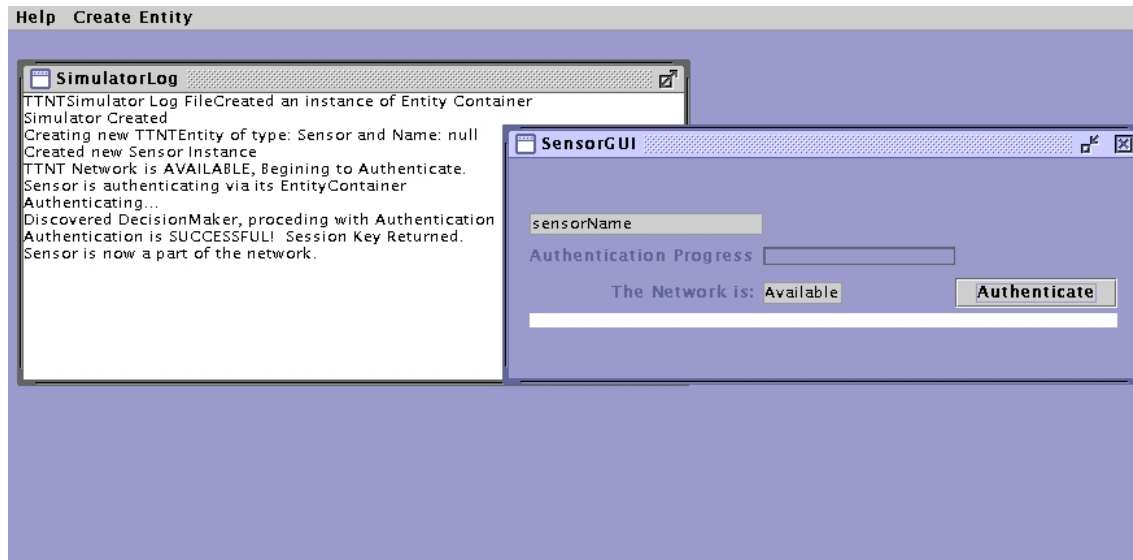 Help Create Entity
SimulatorLog
TTNTSimulator Log FileCreated an instance of Entity Container
Simulator Created
Creating new TTNTEntity of type: Sensor and Name: null
Created new Sensor Instance
TTNT Network is AVAILABLE, Begining to Authenticate.
Sensor is authenticating via its EntityContainer
Authenticating...
Discovered DecisionMaker, proceding with Authentication
Authentication is SUCCESSFUL! Session Key Returned.
Sensor is now a part of the network.
SensorGUI
sensorName
Authentication Progress
The Network is: Available
Authenticate